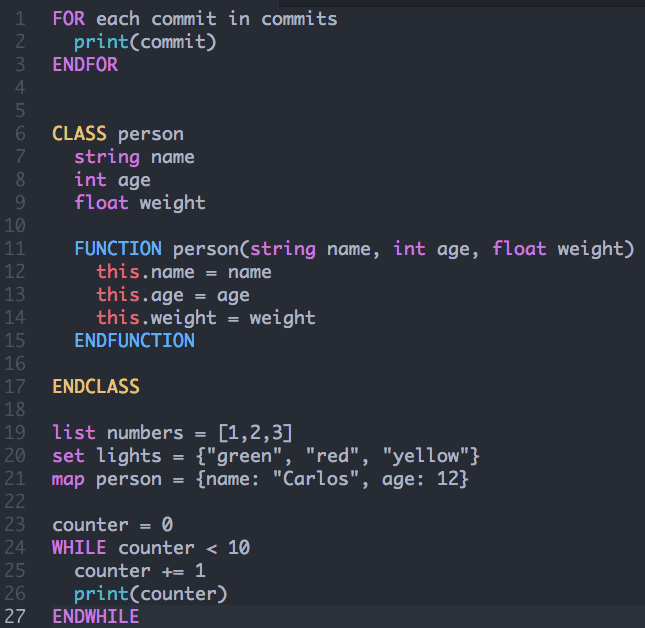 1 FOR each commit in commits
2   print(commit)
3 ENDFOR
4
5
6 CLASS person
7   string name
8   int age
9   float weight
10
11   FUNCTION person(string name, int age, float weight)
12     this.name = name
13     this.age = age
14     this.weight = weight
15   ENDFUNCTION
16
17 ENDCLASS
18
19 list numbers = [1,2,3]
20 set lights = {"green", "red", "yellow"}
21 map person = {name: "Carlos", age: 12}
22
23 counter = 0
24 WHILE counter < 10
25   counter += 1
26   print(counter)
27 ENDWHILE